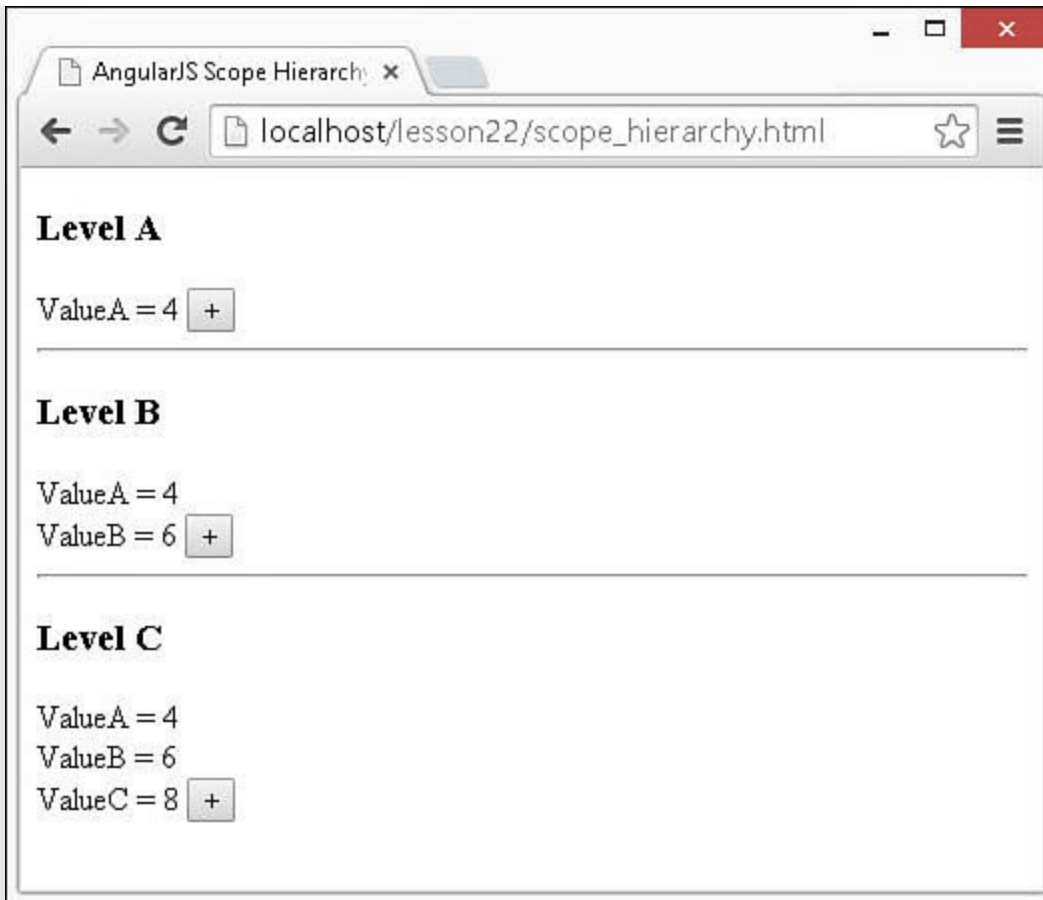 AngularJS Scope Hierarch
localhost/lesson22/scope_hierarchy.html
Level A
ValueA = 4 +
Level B
ValueA = 4
ValueB = 6 +
Level C
ValueA = 4
ValueB = 6
ValueC = 8 +